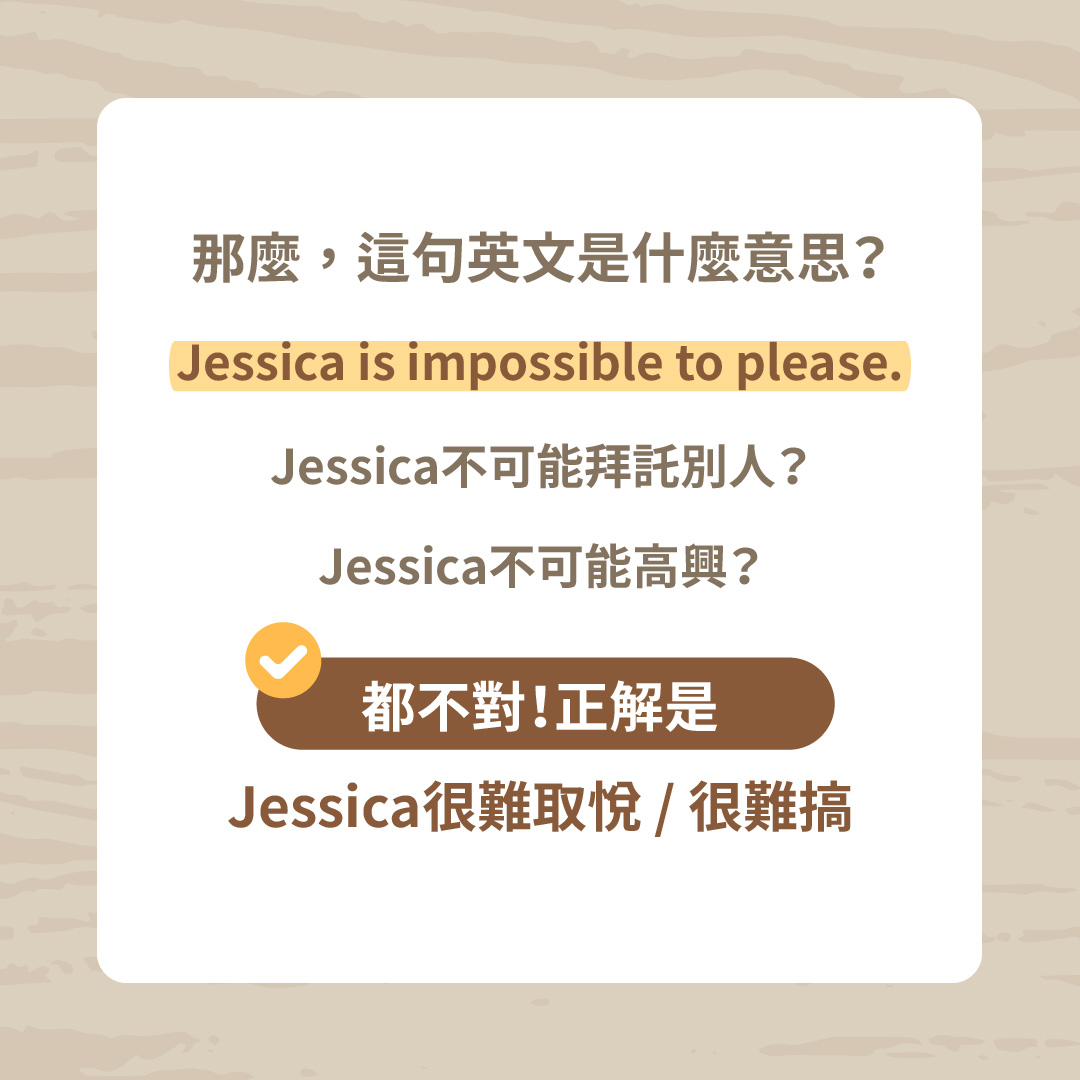 那麼，這句英文是什麼意思？
Jessica is impossible to please.
Jessica不可能拜託別人？
Jessica不可能高興？
都不對！正解是
Jessica很難取悅 / 很難搞